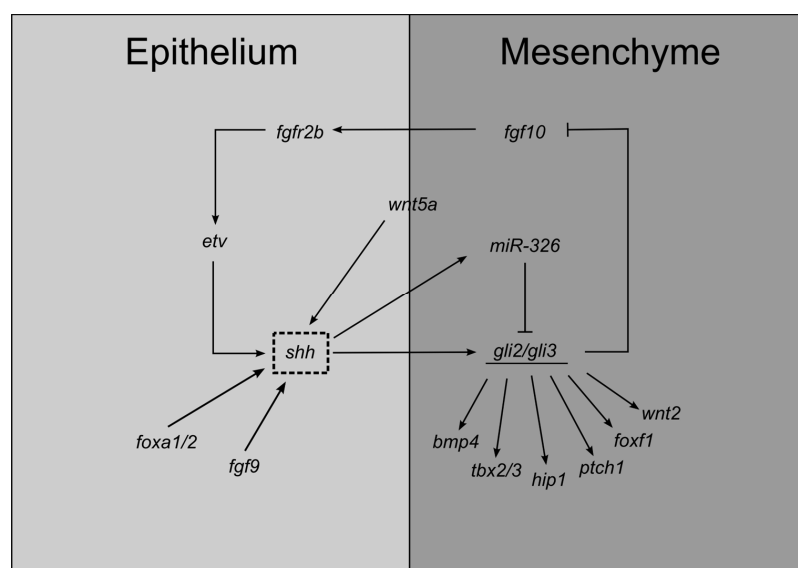 Epithelium
Mesenchyme
fgfr2b
fgf10
wnt5a
etv
miR-326
shh
gli2/gli3
wnt2
foxa1/2
bmp4
foxf1
fgf9
tbx2/3
hip1
ptch1